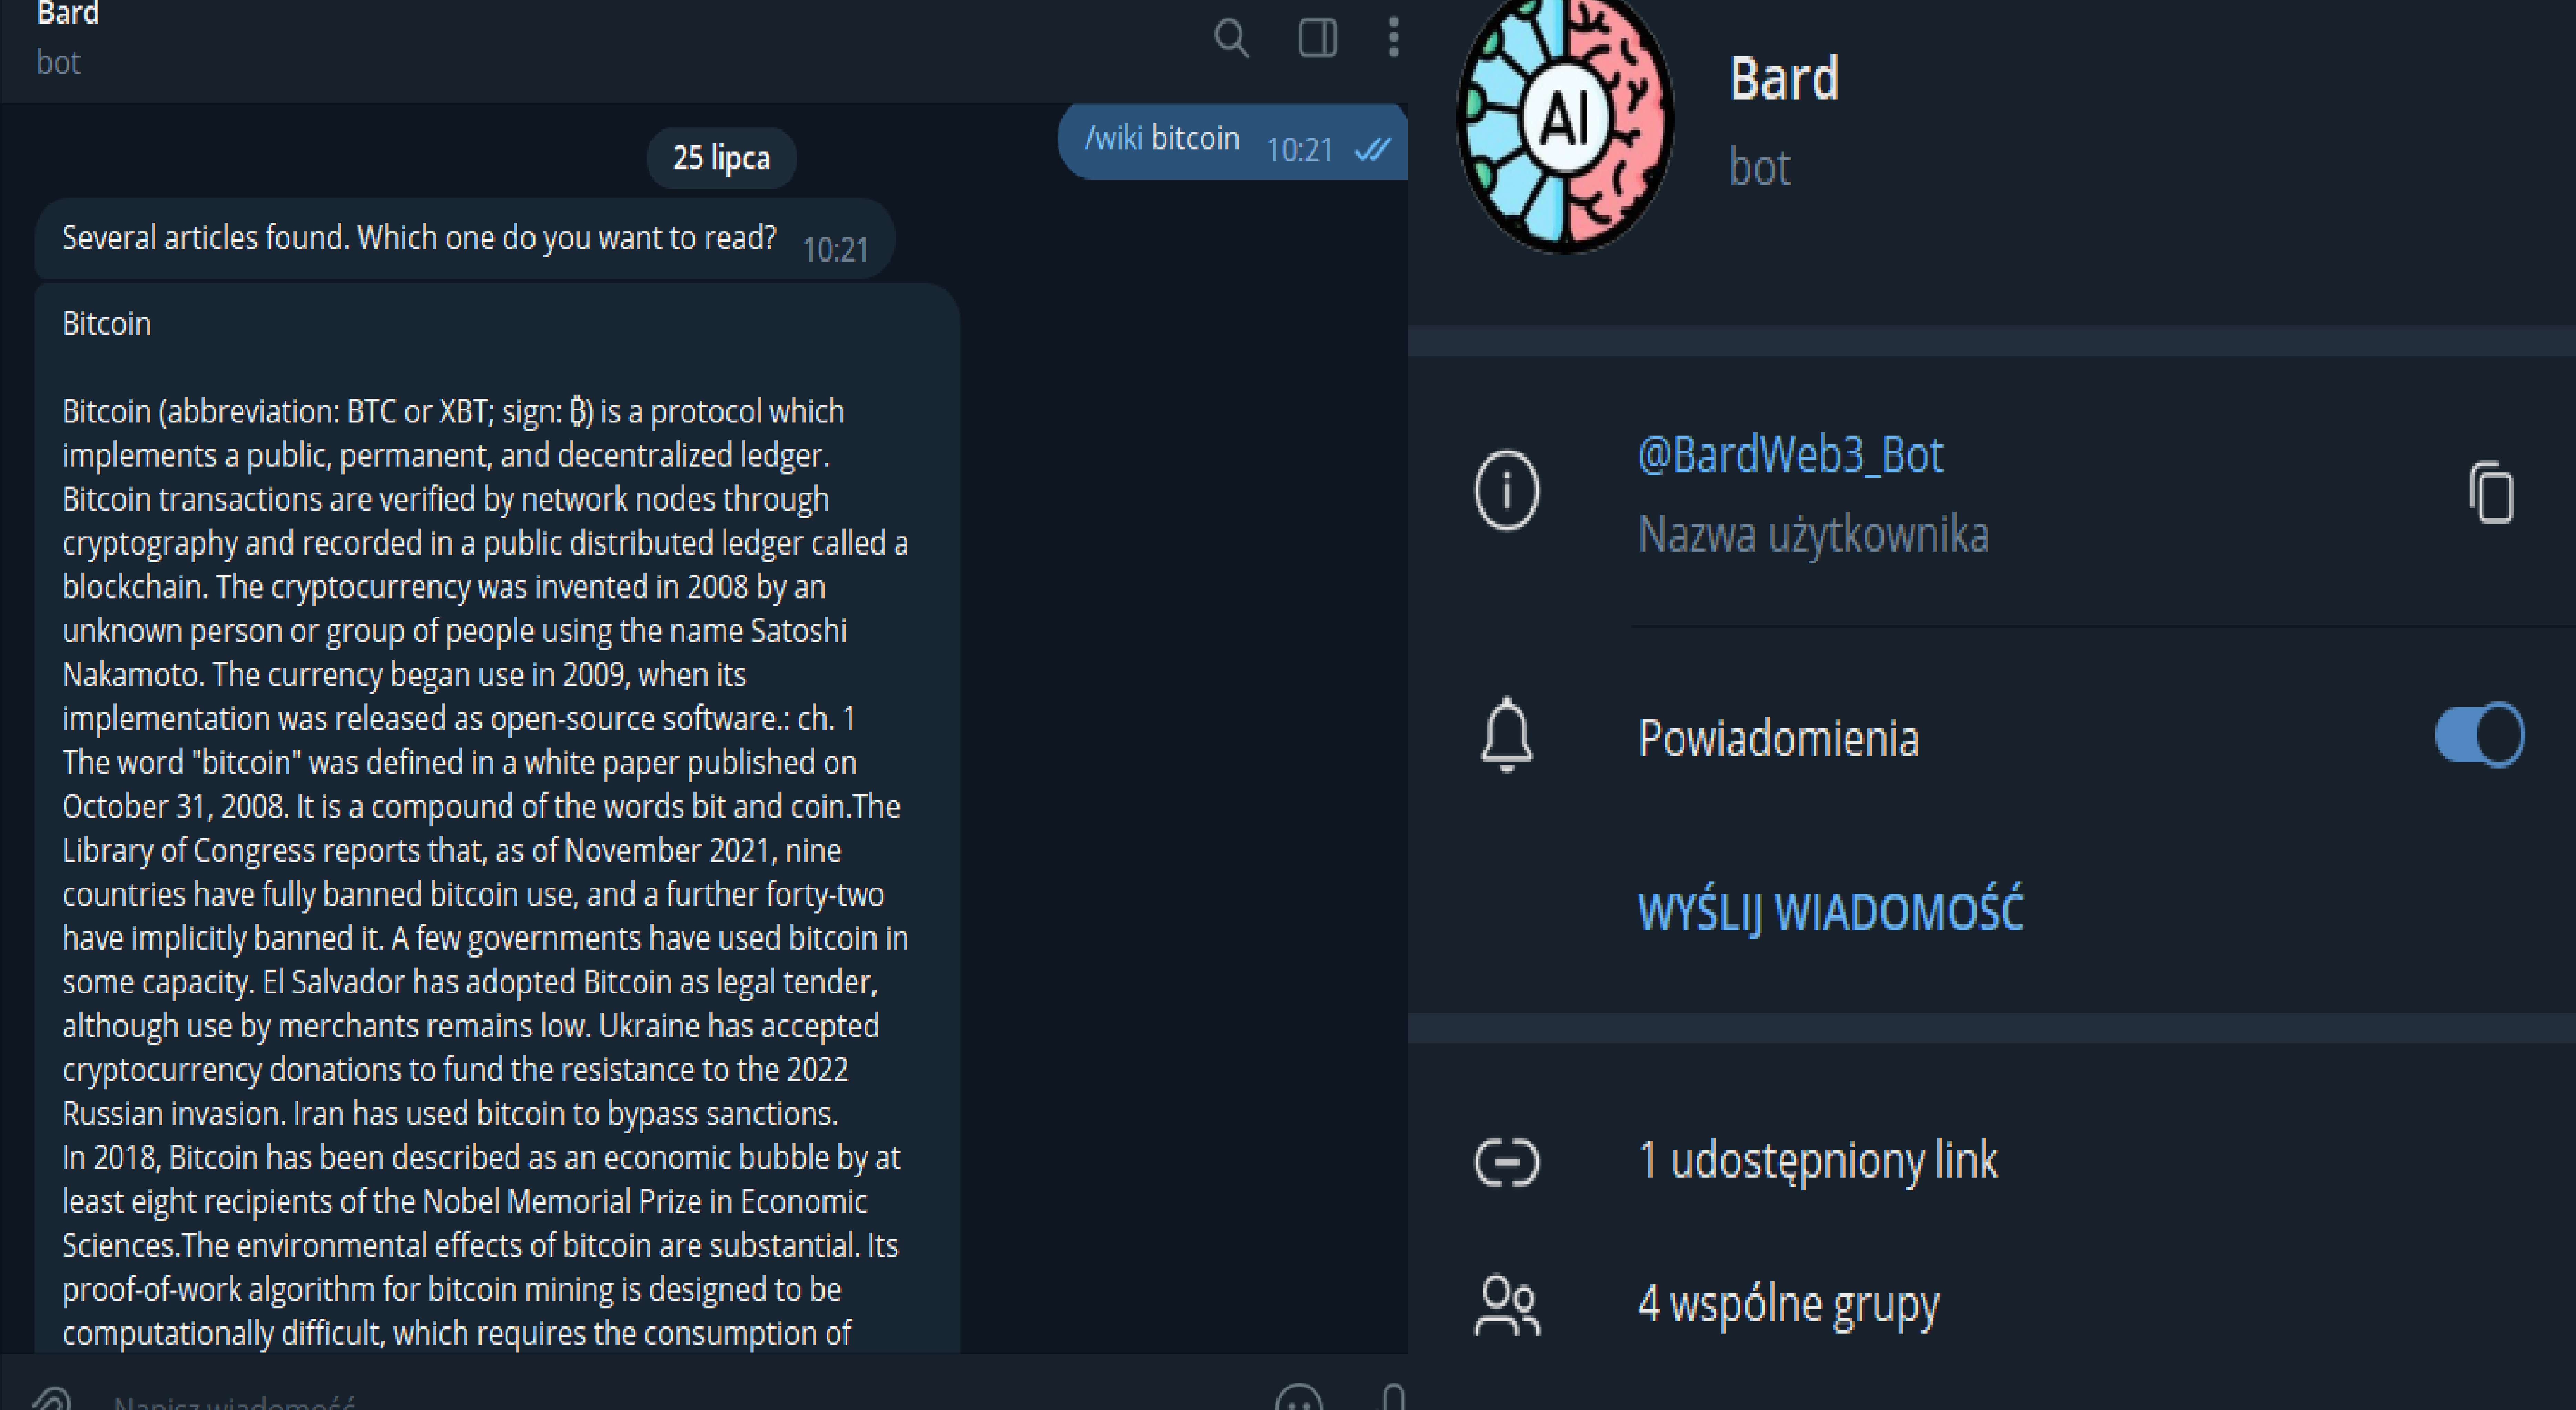 Bard
bot
/wiki bitcoin 10:21
25 lipca
Several articles found. Which one do you want to read? 10:21
Bitcoin
Bitcoin (abbreviation: BTC or XBT; sign: ₿) is a protocol which
implements a public, permanent, and decentralized ledger.
Bitcoin transactions are verified by network nodes through
cryptography and recorded in a public distributed ledger called a
blockchain. The cryptocurrency was invented in 2008 by an
unknown person or group of people using the name Satoshi
Nakamoto. The currency began use in 2009, when its
implementation was released as open-source software.: ch. 1
The word "bitcoin" was defined in a white paper published on
October 31, 2008. It is a compound of the words bit and coin.The
Library of Congress reports that, as of November 2021, nine
countries have fully banned bitcoin use, and a further forty-two
have implicitly banned it. A few governments have used bitcoin in
some capacity. El Salvador has adopted Bitcoin as legal tender,
although use by merchants remains low. Ukraine has accepted
cryptocurrency donations to fund the resistance to the 2022
Russian invasion. Iran has used bitcoin to bypass sanctions.
In 2018, Bitcoin has been described as an economic bubble by at
least eight recipients of the Nobel Memorial Prize in Economic
Sciences.The environmental effects of bitcoin are substantial. Its
proof-of-work algorithm for bitcoin mining is designed to be
computationally difficult, which requires the consumption of
Napisz wiadomość
AI
Bard
bot
@BardWeb3_Bot
Nazwa użytkownika
Powiadomienia
WYŚLIJ WIADOMOŚĆ
1 udostępniony link
4 wspólne grupy